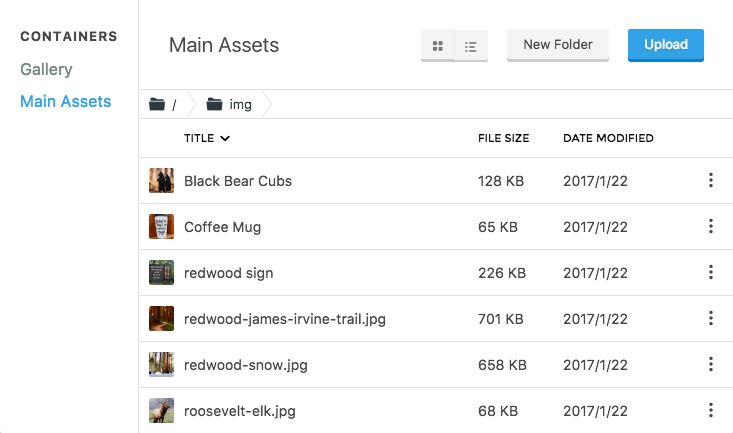 CONTAINERS
Gallery
Main Assets
Main Assets
New Folder
Upload
/ img
TITLE FILE SIZE DATE MODIFIED
Black Bear Cubs 128 KB 2017/1/22
Coffee Mug 65 KB 2017/1/22
redwood sign 226 KB 2017/1/22
redwood-james-irvine-trail.jpg 701 KB 2017/1/22
redwood-snow.jpg 658 KB 2017/1/22
roosevelt-elk.jpg 68 KB 2017/1/22